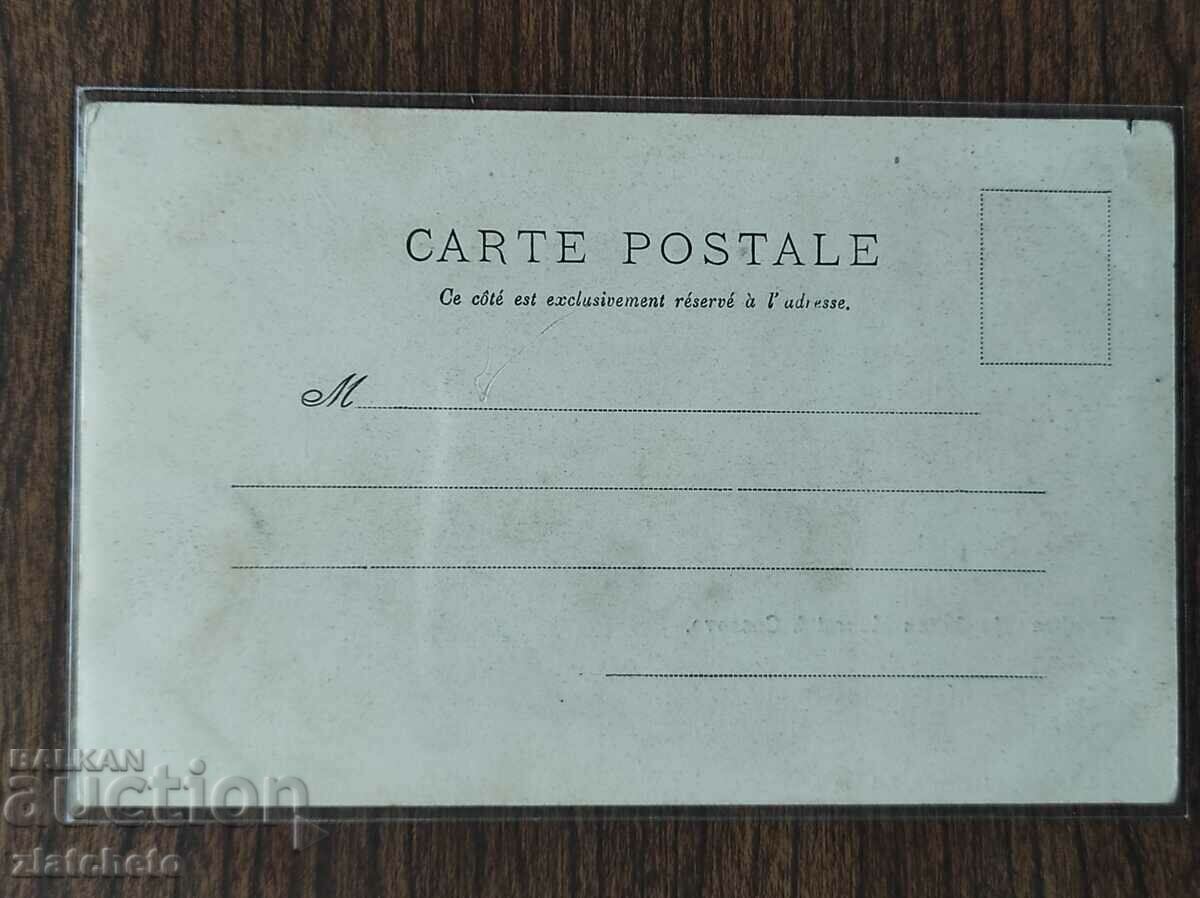 CARTE POSTALE
Ce côté est exclusivement réservé à l'adresse.
M
BALKAN
auction
zlatcheto